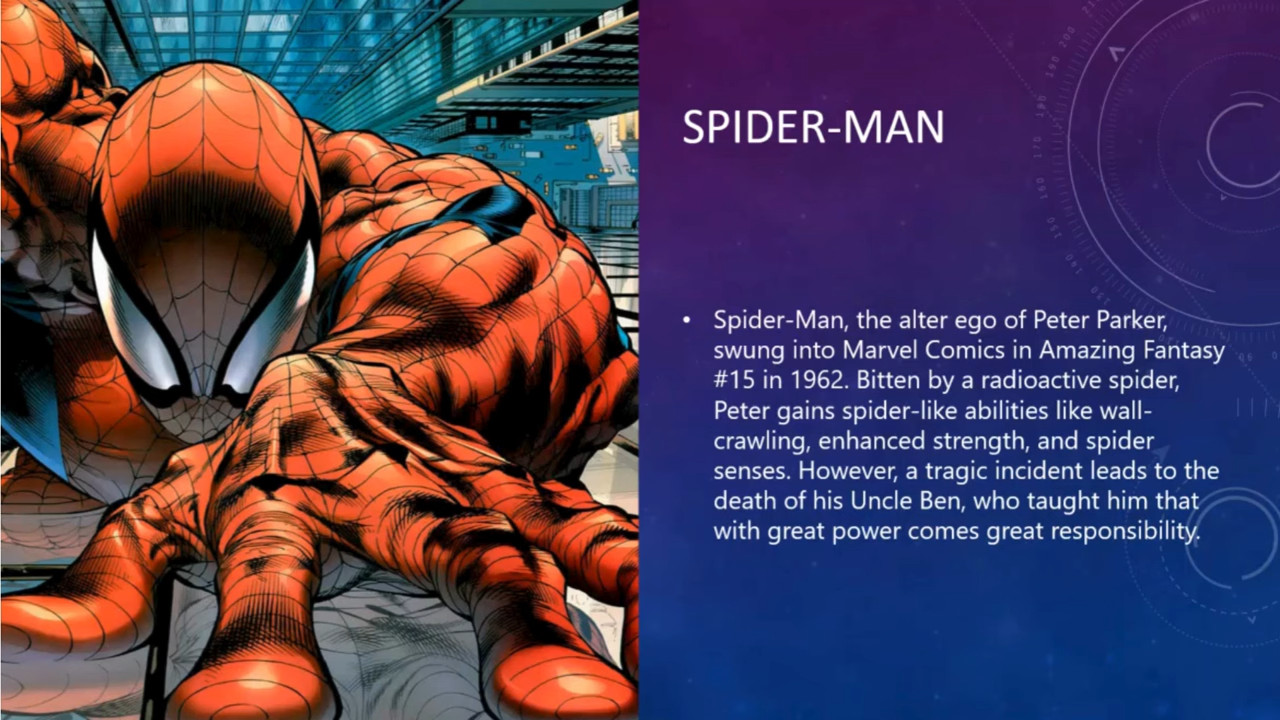 SPIDER-MAN
• Spider-Man, the alter ego of Peter Parker,
swung into Marvel Comics in Amazing Fantasy
#15 in 1962. Bitten by a radioactive spider,
Peter gains spider-like abilities like wall-
crawling, enhanced strength, and spider
senses. However, a tragic incident leads to the
death of his Uncle Ben, who taught him that
with great power comes great responsibility.